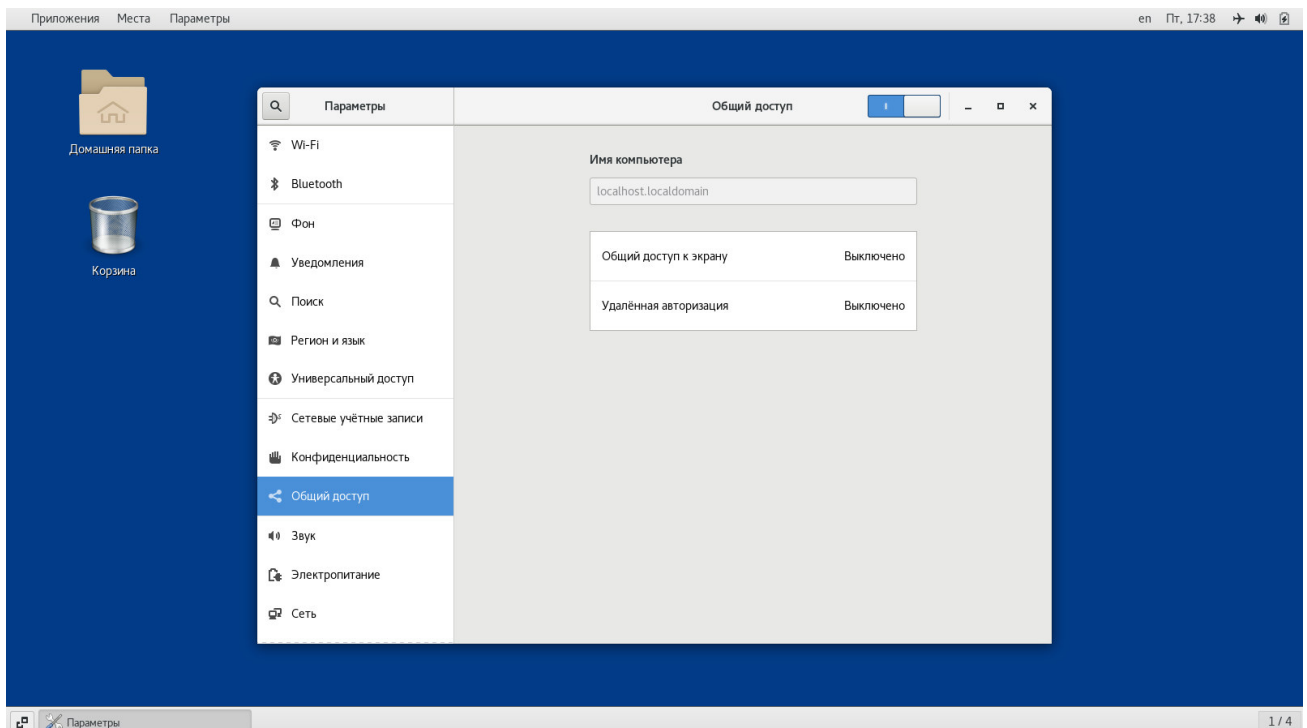 Приложения Места Параметры en Пт, 17:38
Домашняя папка
Корзина
Параметры Общий доступ
Wi-Fi
Bluetooth
Фон
Уведомления
Поиск
Регион и язык
Универсальный доступ
Сетевые учётные записи
Конфиденциальность
Общий доступ
Звук
Электропитание
Сеть
Имя компьютера
localhost.localdomain
Общий доступ к экрану Выключено
Удалённая авторизация Выключено
Параметры 1 / 4